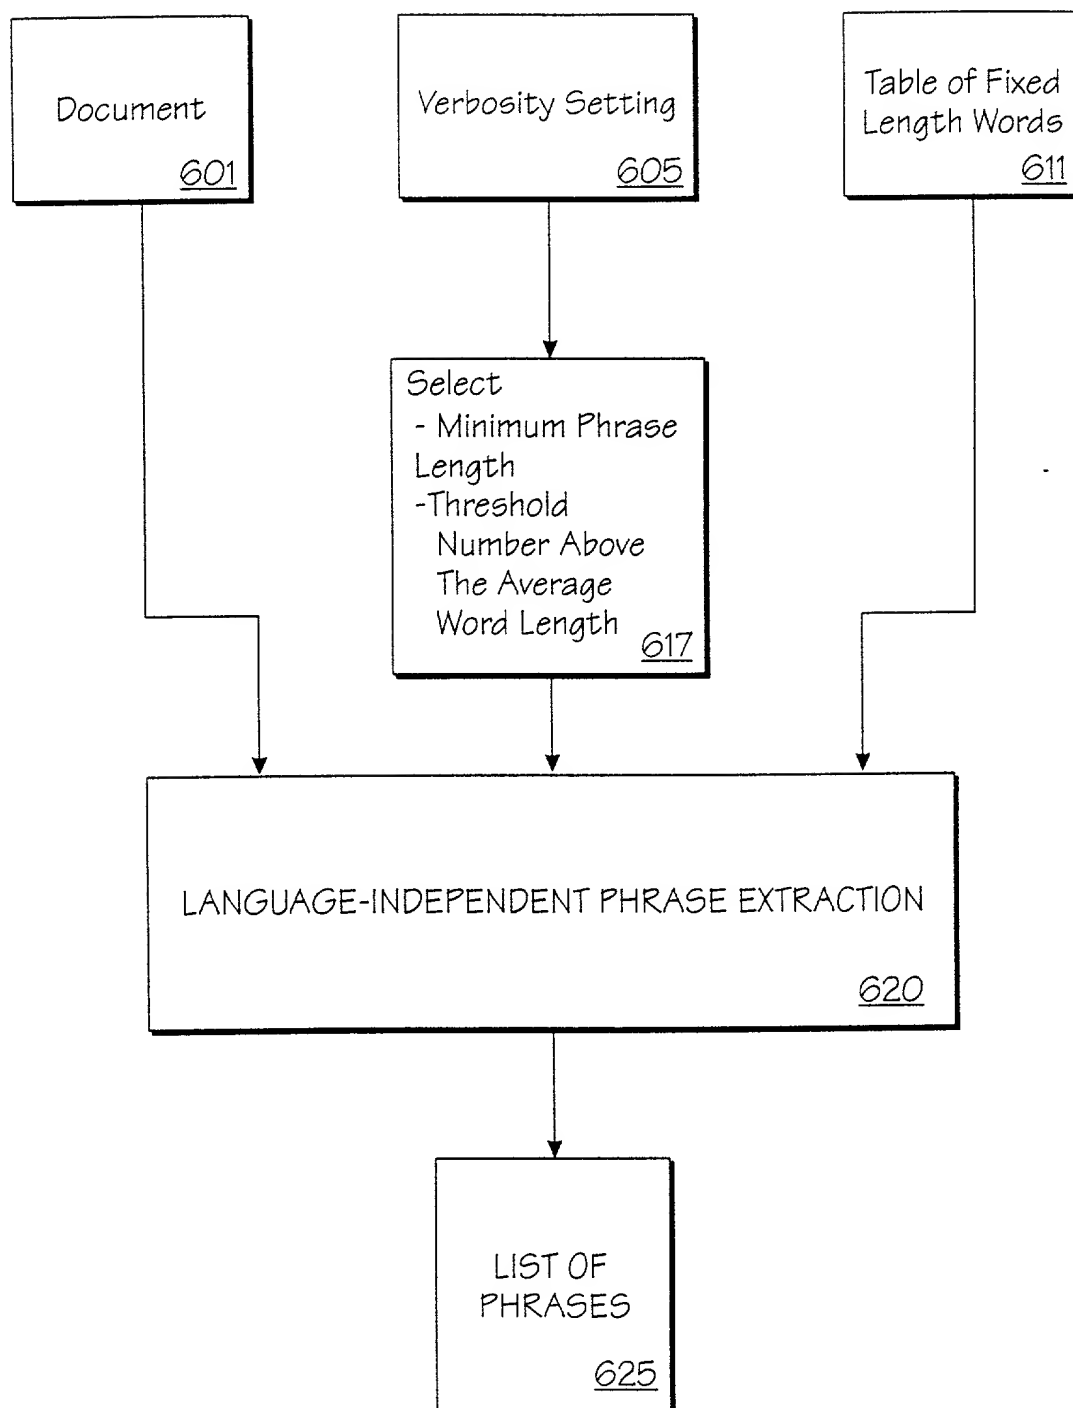 Document
601
Verbosity Setting
605
Table of Fixed
Length Words
611
Select
- Minimum Phrase
Length
-Threshold
Number Above
The Average
Word Length
617
LANGUAGE-INDEPENDENT PHRASE EXTRACTION
620
LIST OF
PHRASES
625